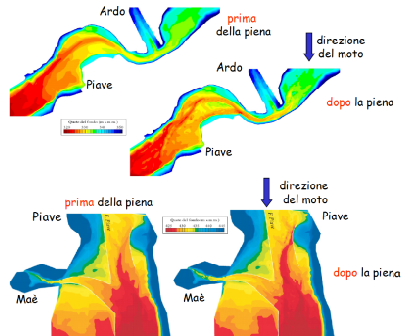 Ardo
prima
della piena
direzione
del moto
Piave
Ardo
dopo la piena
Piave
prima della piena
direzione
del moto
Piave
Piave
dopo la piena
Maè
Maè